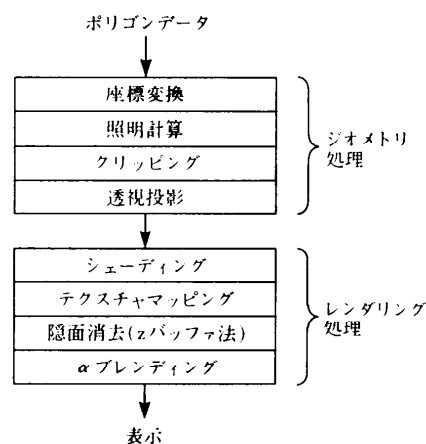 ポリゴンデータ
座標変換
照明計算
クリッピング
透視投影
ジオメトリ
処理
シェーディング
テクスチャマッピング
隠面消去(zバッファ法)
αブレンディング
レンダリング
処理
表示